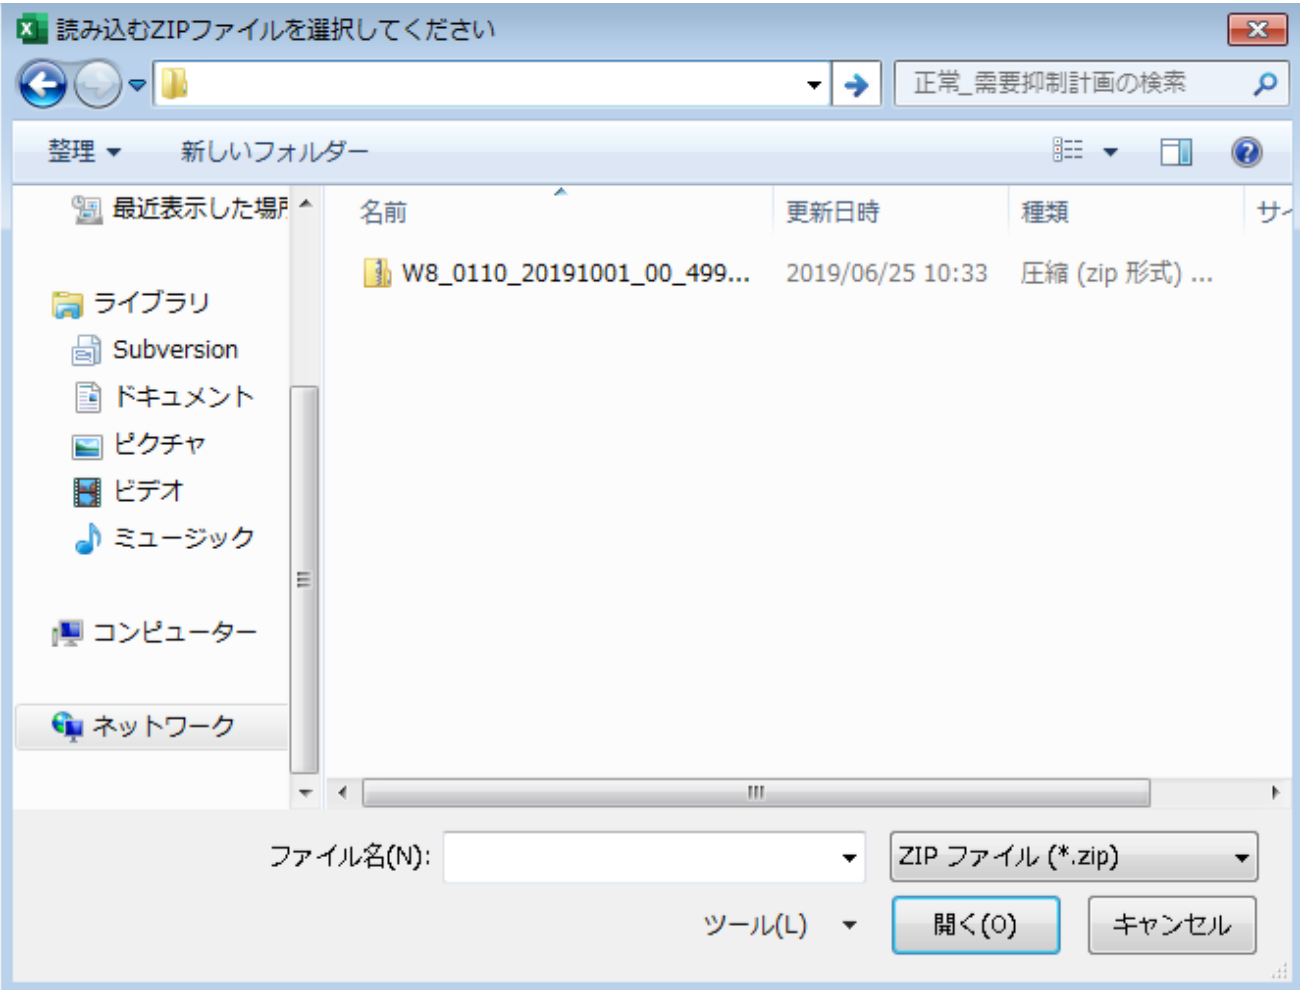 読み込むZIPファイルを選択してください
正常_需要抑制計画の検索
整理 新しいフォルダー
最近表示した場所
名前 更新日時 種類 サイ
W8_0110_20191001_00_499... 2019/06/25 10:33 圧縮 (zip 形式) ...
ライブラリ
Subversion
ドキュメント
ピクチャ
ビデオ
ミュージック
コンピューター
ネットワーク
ファイル名(N): ZIP ファイル (*.zip)
ツール(L) 開く(O) キャンセル